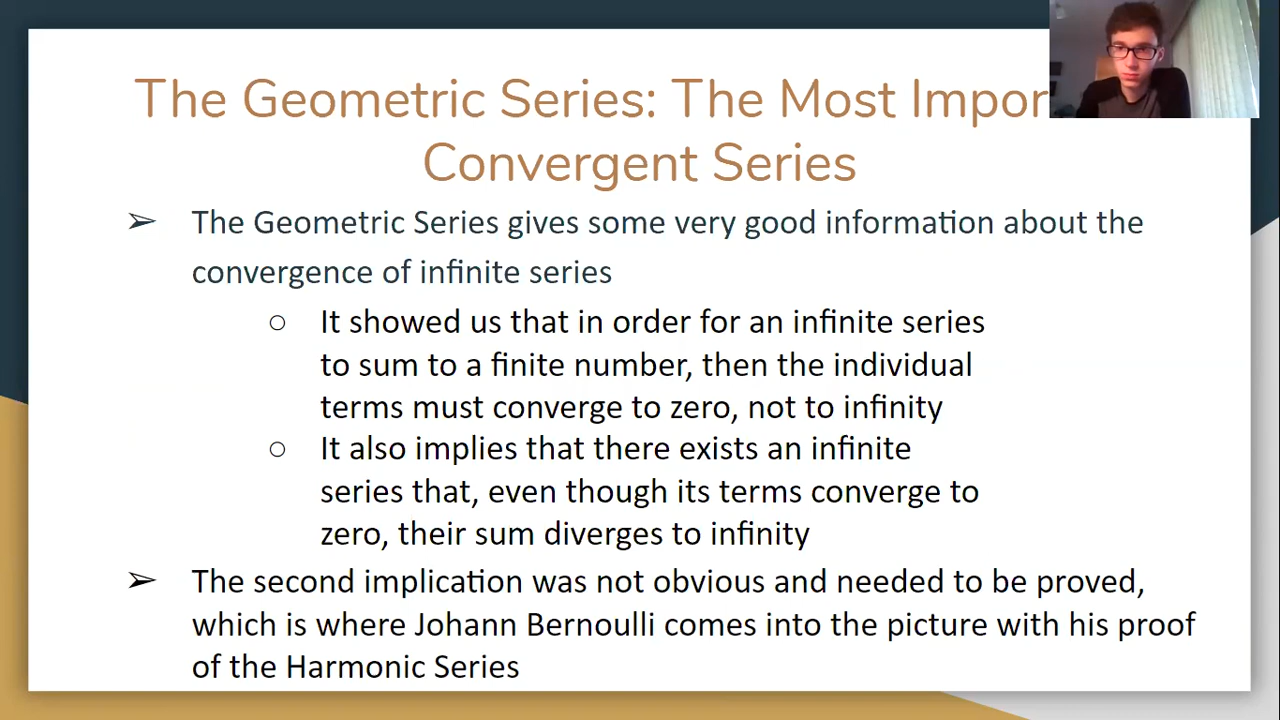 The Geometric Series: The Most
Convergent Series
➢ The Geometric Series gives some very good information about the
convergence of infinite series
○ It showed us that in order for an infinite series
to sum to a finite number, then the individual
terms must converge to zero, not to infinity
○ It also implies that there exists an infinite
series that, even though its terms converge to
zero, their sum diverges to infinity
➢ The second implication was not obvious and needed to be proved,
which is where Johann Bernoulli comes into the picture with his proof
of the Harmonic Series